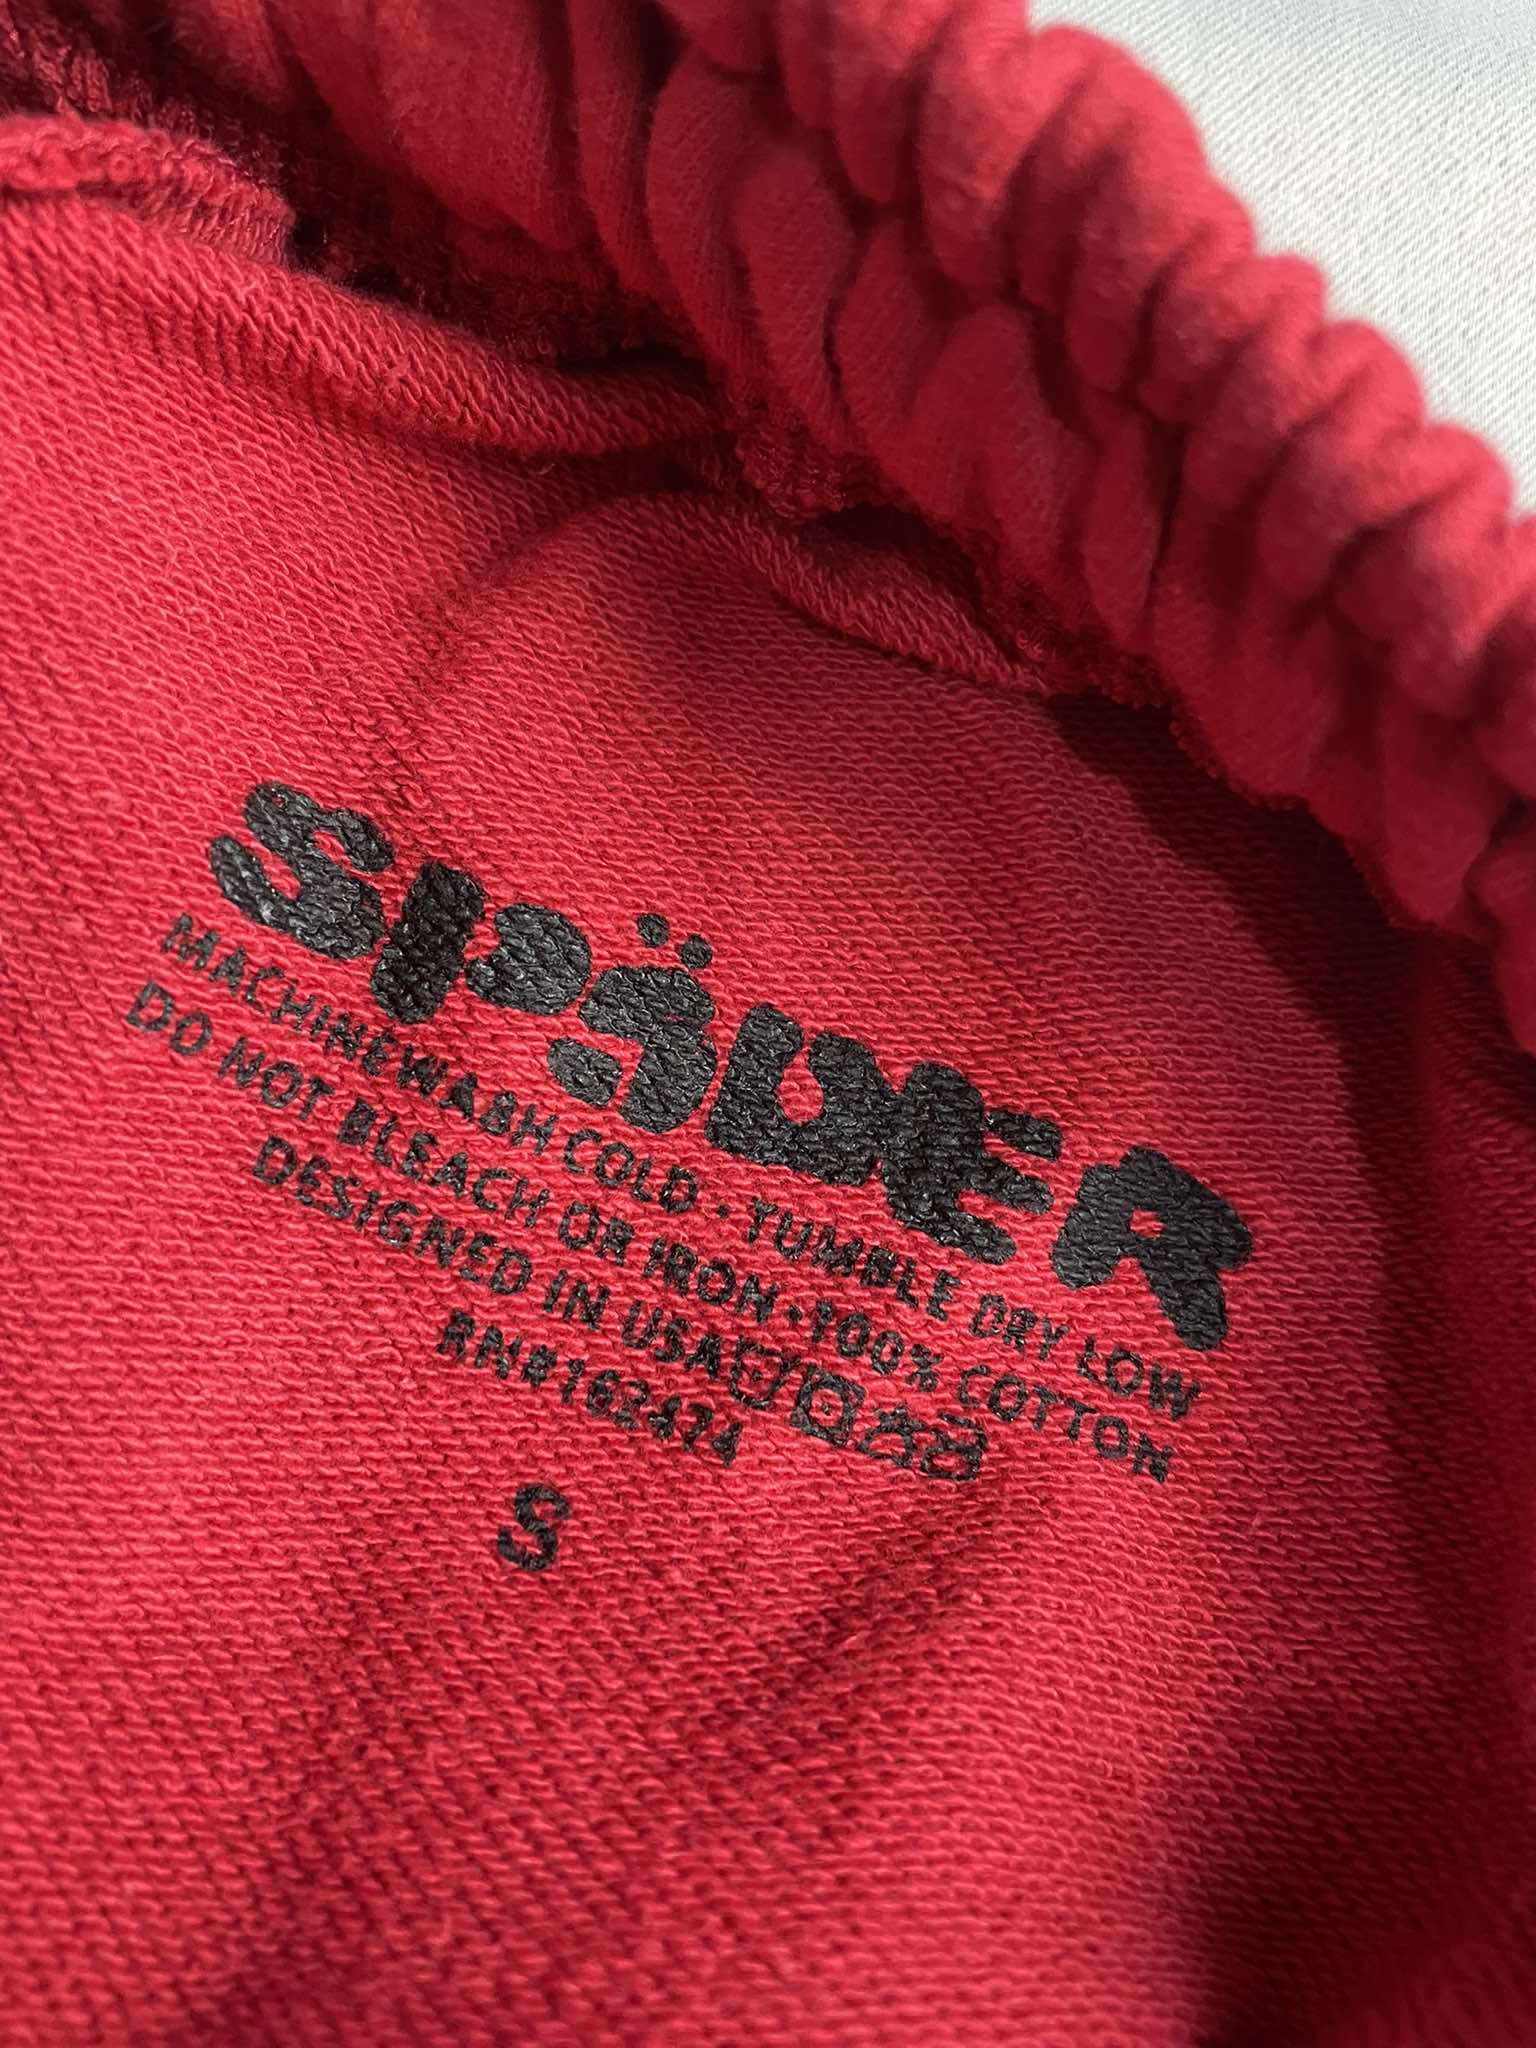 SP5DER
MACHINEWASH COLD • TUMBLE DRY LOW
DO NOT BLEACH OR IRON • 100% COTTON
DESIGNED IN USA
RN#162424
S